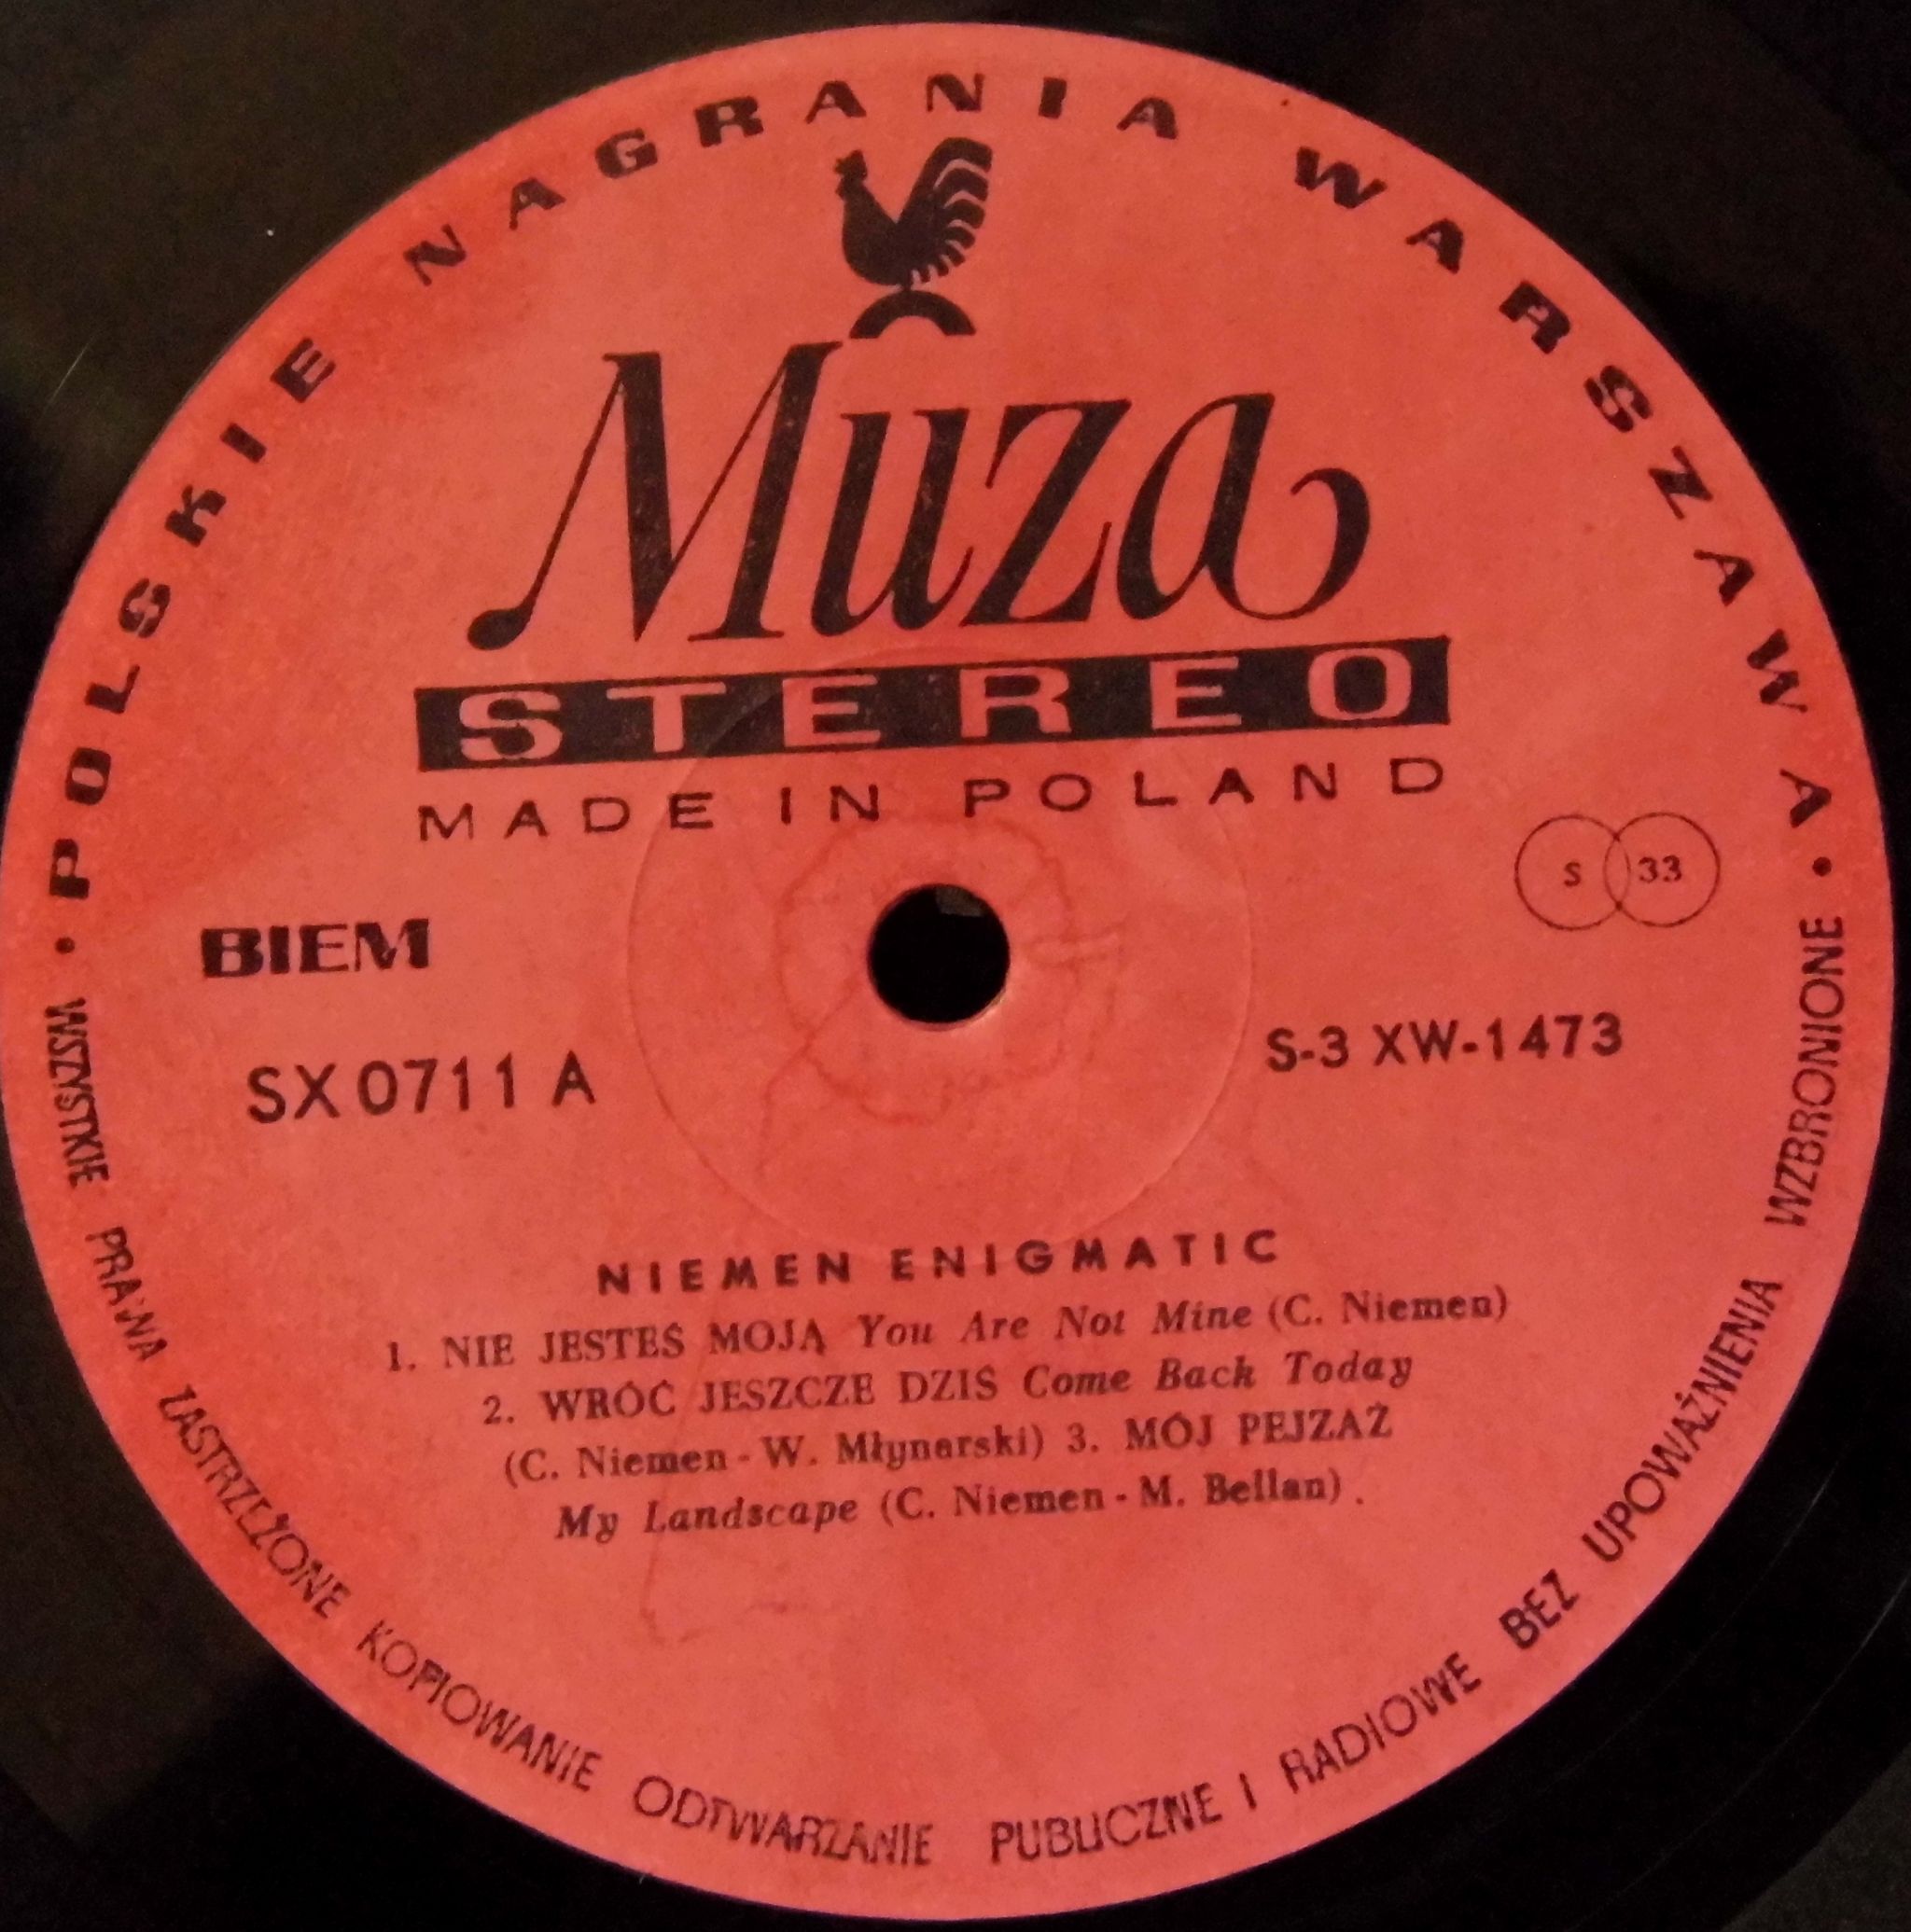 POLSKIE NAGRANIA WARSZAWA
Muza
STEREO
MADE IN POLAND
S 33
BIEM
SX 0711 A
S-3 XW-1473
NIEMEN ENIGMATIC
1. NIE JESTEŚ MOJĄ You Are Not Mine (C. Niemen)
2. WRÓĆ JESZCZE DZIŚ Come Back Today
(C. Niemen - W. Młynarski) 3. MÓJ PEJZAŻ
My Landscape (C. Niemen - M. Bellan).
WSZYSTKIE PRAWA ZASTRZEŻONE KOPIOWANIE ODTWARZANIE PUBLICZNE I RADIOWE BEZ UPOWAŻNIENIA WZBRONIONE